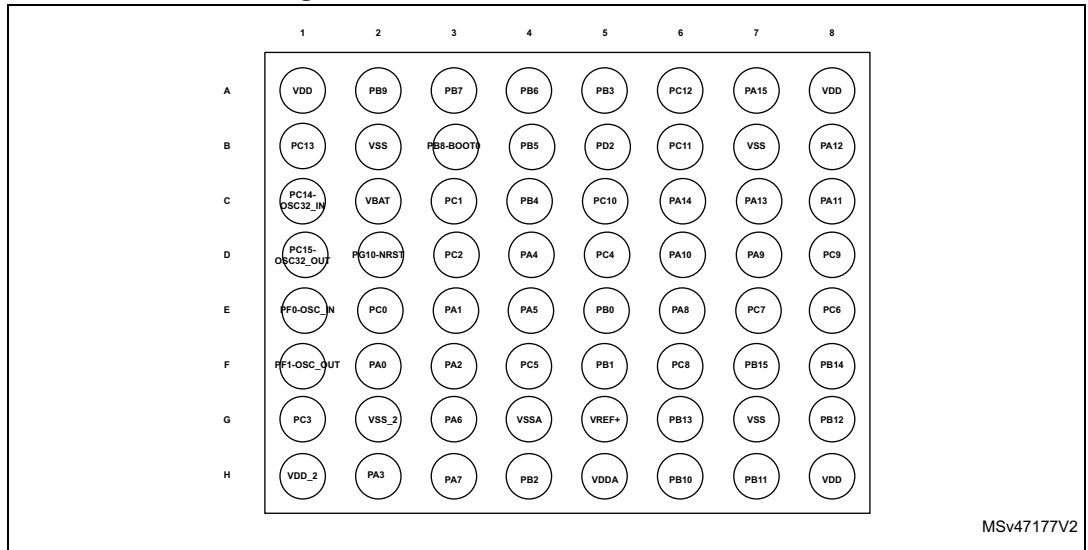 1 2 3 4 5 6 7 8
A VDD PB9 PB7 PB6 PB3 PC12 PA15 VDD
B PC13 VSS PB8-BOOT0 PB5 PD2 PC11 VSS PA12
C PC14-OSC32_IN VBAT PC1 PB4 PC10 PA14 PA13 PA11
D PC15-OSC32_OUT PG10-NRST PC2 PA4 PC4 PA10 PA9 PC9
E PF0-OSC_IN PC0 PA1 PA5 PB0 PA8 PC7 PC6
F PF1-OSC_OUT PA0 PA2 PC5 PB1 PC8 PB15 PB14
G PC3 VSS_2 PA6 VSSA VREF+ PB13 VSS PB12
H VDD_2 PA3 PA7 PB2 VDDA PB10 PB11 VDD
MSv47177V2